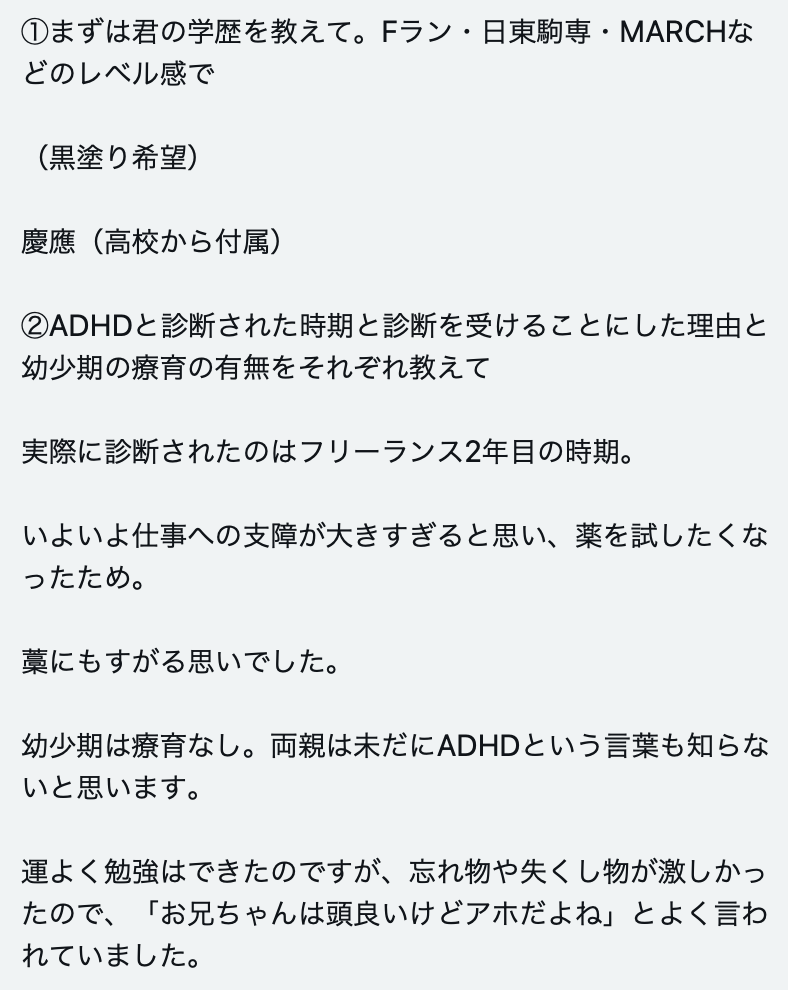 ①まずは君の学歴を教えて。Fラン・日東駒専・MARCHな
どのレベル感で
（黒塗り希望）
慶應（高校から付属）
②ADHDと診断された時期と診断を受けることにした理由と
幼少期の療育の有無をそれぞれ教えて
実際に診断されたのはフリーランス2年目の時期。
いよいよ仕事への支障が大きすぎると思い、薬を試したくな
ったため。
藁にもすがる思いでした。
幼少期は療育なし。両親は未だにADHDという言葉も知らな
いと思います。
運よく勉強はできたのですが、忘れ物や失くし物が激しかっ
たので、「お兄ちゃんは頭良いけどアホだよね」とよく言わ
れていました。